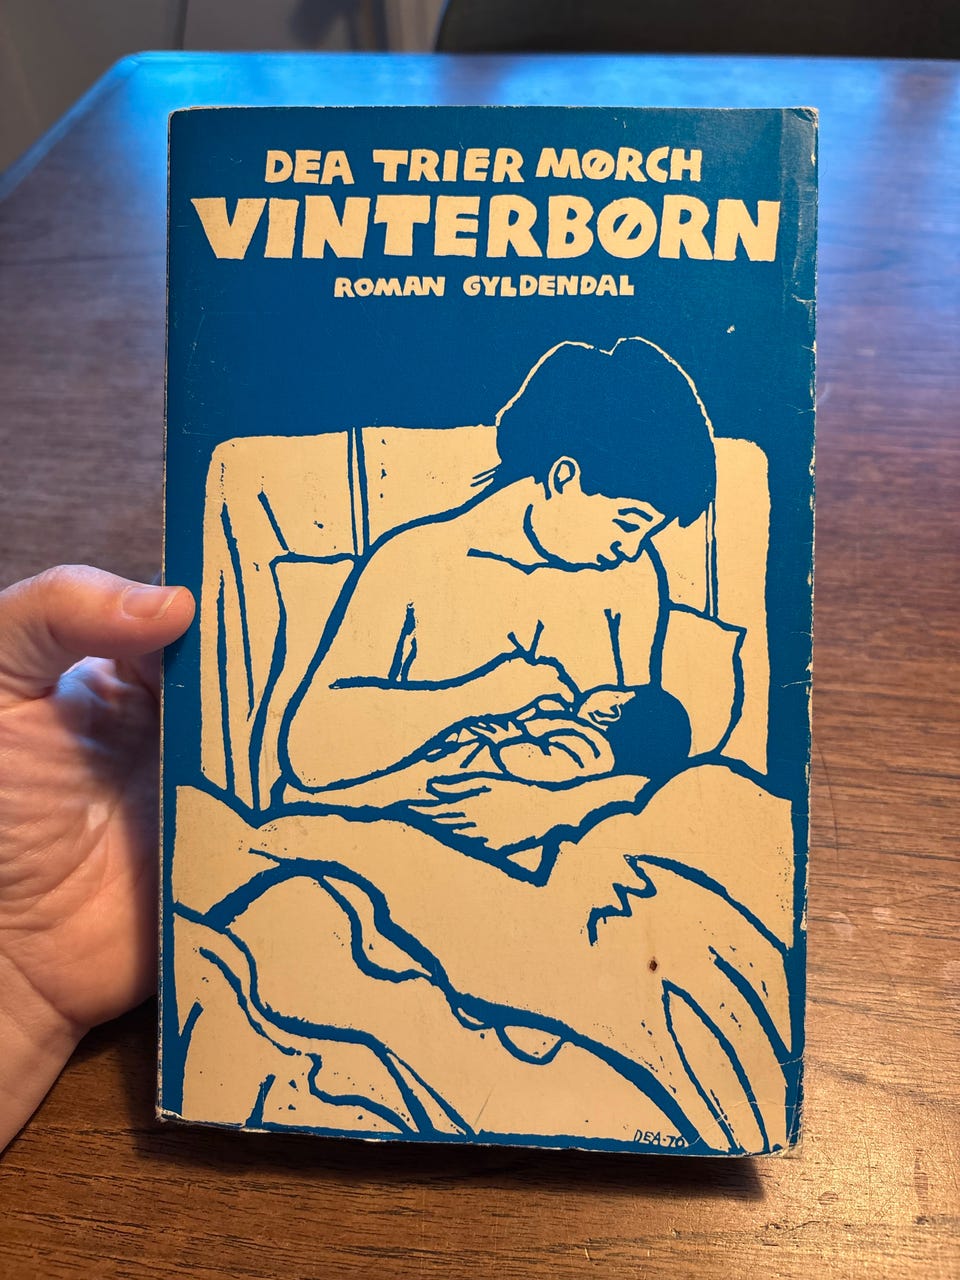 DEA TRIER MØRCH
VINTERBØRN
ROMAN GYLDENDAL
DEA-76